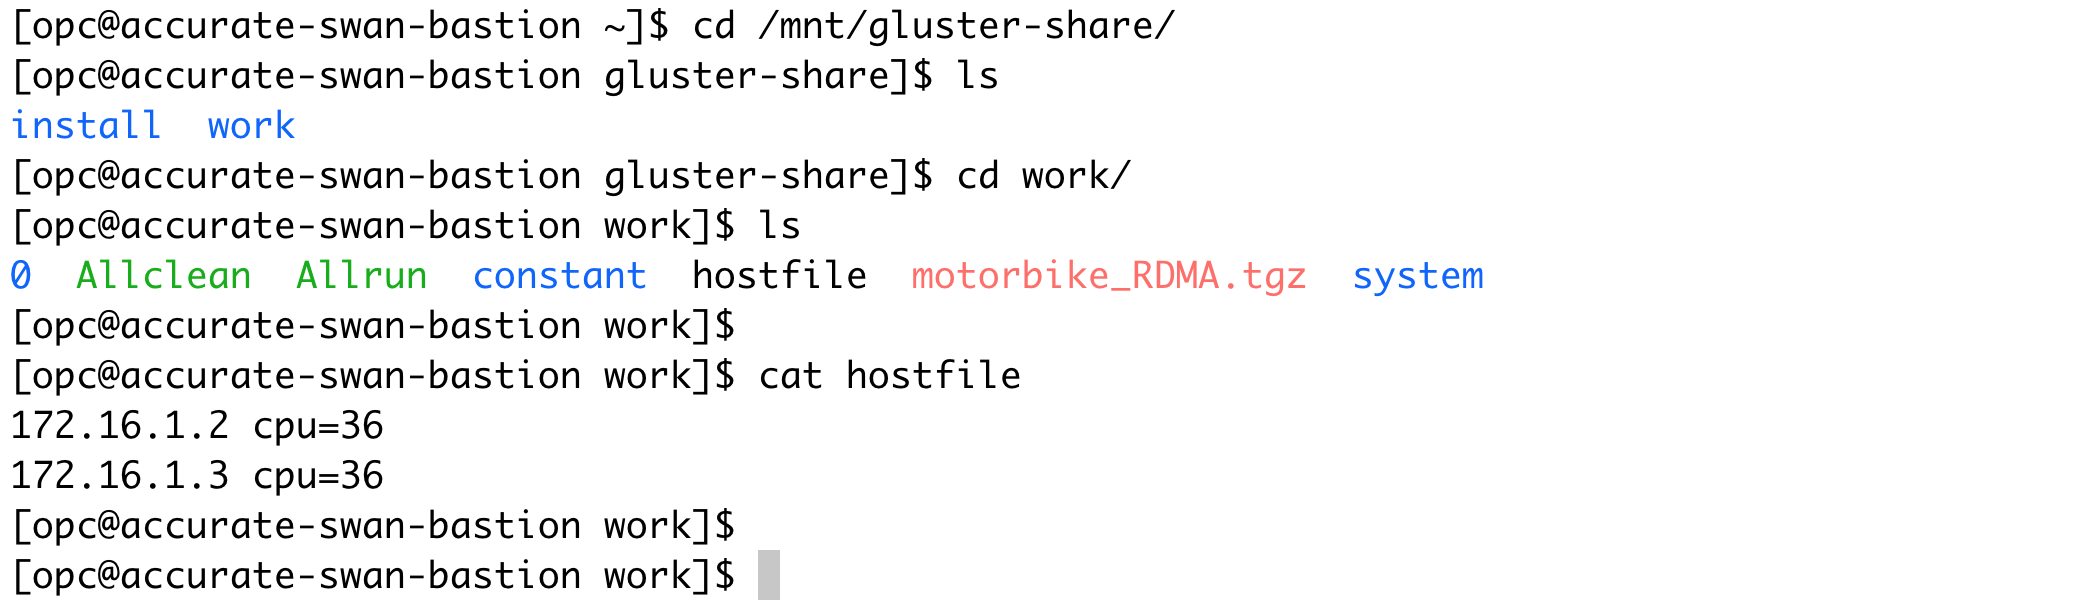 [opc@accurate-swan-bastion ~]$ cd /mnt/gluster-share/
[opc@accurate-swan-bastion gluster-share]$ ls
install  work
[opc@accurate-swan-bastion gluster-share]$ cd work/
[opc@accurate-swan-bastion work]$ ls
0  Allclean  Allrun  constant  hostfile  motorbike_RDMA.tgz  system
[opc@accurate-swan-bastion work]$
[opc@accurate-swan-bastion work]$ cat hostfile
172.16.1.2 cpu=36
172.16.1.3 cpu=36
[opc@accurate-swan-bastion work]$
[opc@accurate-swan-bastion work]$